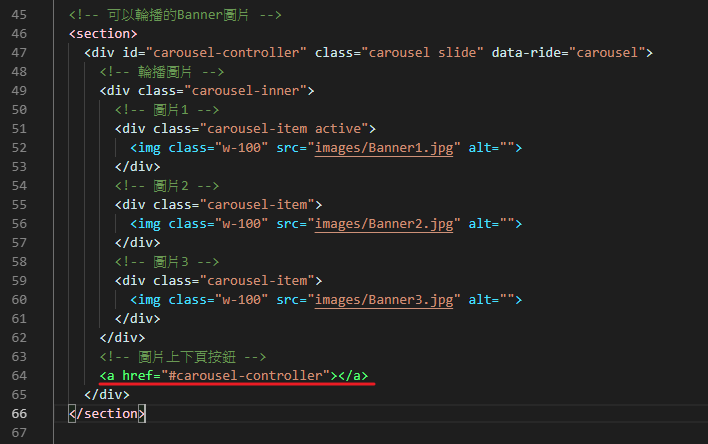 45 <!-- 可以輪播的Banner圖片 -->
46 <section>
47 <div id="carousel-controller" class="carousel slide" data-ride="carousel">
48 <!-- 輪播圖片 -->
49 <div class="carousel-inner">
50 <!-- 圖片1 -->
51 <div class="carousel-item active">
52 <img class="w-100" src="images/Banner1.jpg" alt="">
53 </div>
54 <!-- 圖片2 -->
55 <div class="carousel-item">
56 <img class="w-100" src="images/Banner2.jpg" alt="">
57 </div>
58 <!-- 圖片3 -->
59 <div class="carousel-item">
60 <img class="w-100" src="images/Banner3.jpg" alt="">
61 </div>
62 </div>
63 <!-- 圖片上下頁按鈕 -->
64 <a href="#carousel-controller"></a>
65 </div>
66 </section>
67